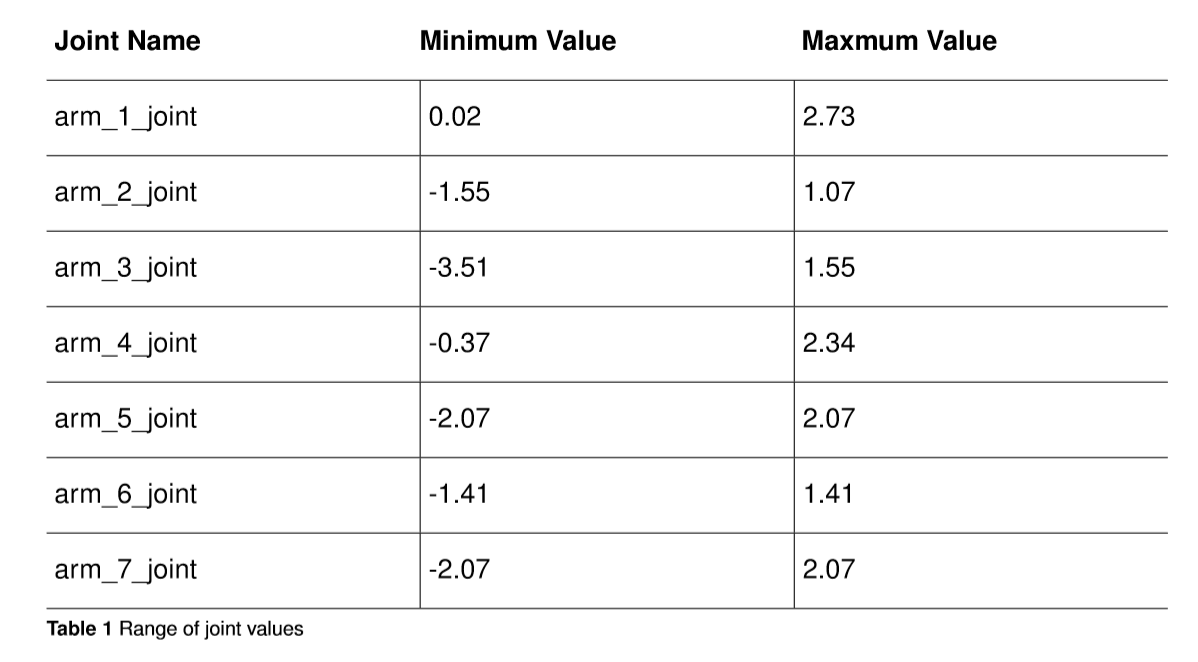 Joint Name Minimum Value Maxmum Value
arm_1_joint 0.02 2.73
arm_2_joint -1.55 1.07
arm_3_joint -3.51 1.55
arm_4_joint -0.37 2.34
arm_5_joint -2.07 2.07
arm_6_joint -1.41 1.41
arm_7_joint -2.07 2.07
Table 1 Range of joint values